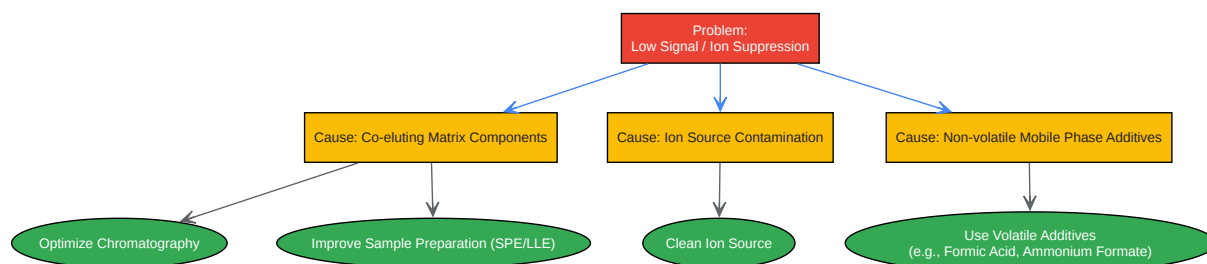 Problem:
Low Signal / Ion Suppression
Cause: Co-eluting Matrix Components
Cause: Ion Source Contamination
Cause: Non-volatile Mobile Phase Additives
Optimize Chromatography
Improve Sample Preparation (SPE/LLE)
Clean Ion Source
Use Volatile Additives
(e.g., Formic Acid, Ammonium Formate)